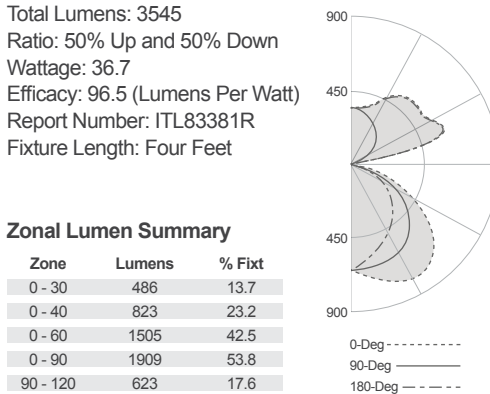 Total Lumens: 3545
Ratio: 50% Up and 50% Down
Wattage: 36.7
Efficacy: 96.5 (Lumens Per Watt)
Report Number: ITL83381R
Fixture Length: Four Feet
Zonal Lumen Summary
Zone Lumens % Fixt
0 - 30 486 13.7
0 - 40 823 23.2
0 - 60 1505 42.5
0 - 90 1909 53.8
90 - 120 623 17.6
900
450
450
900
0-Deg
90-Deg
180-Deg